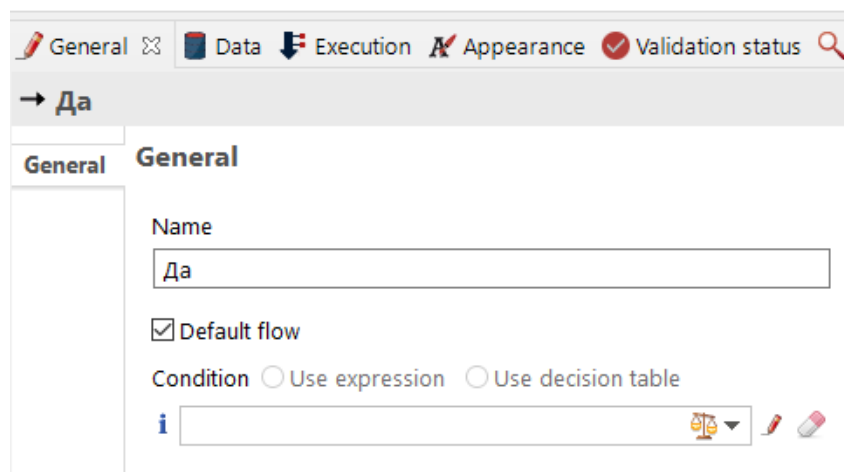 General Data Execution Appearance Validation status
Да
General
General
Name
Да
Default flow
Condition Use expression Use decision table
i